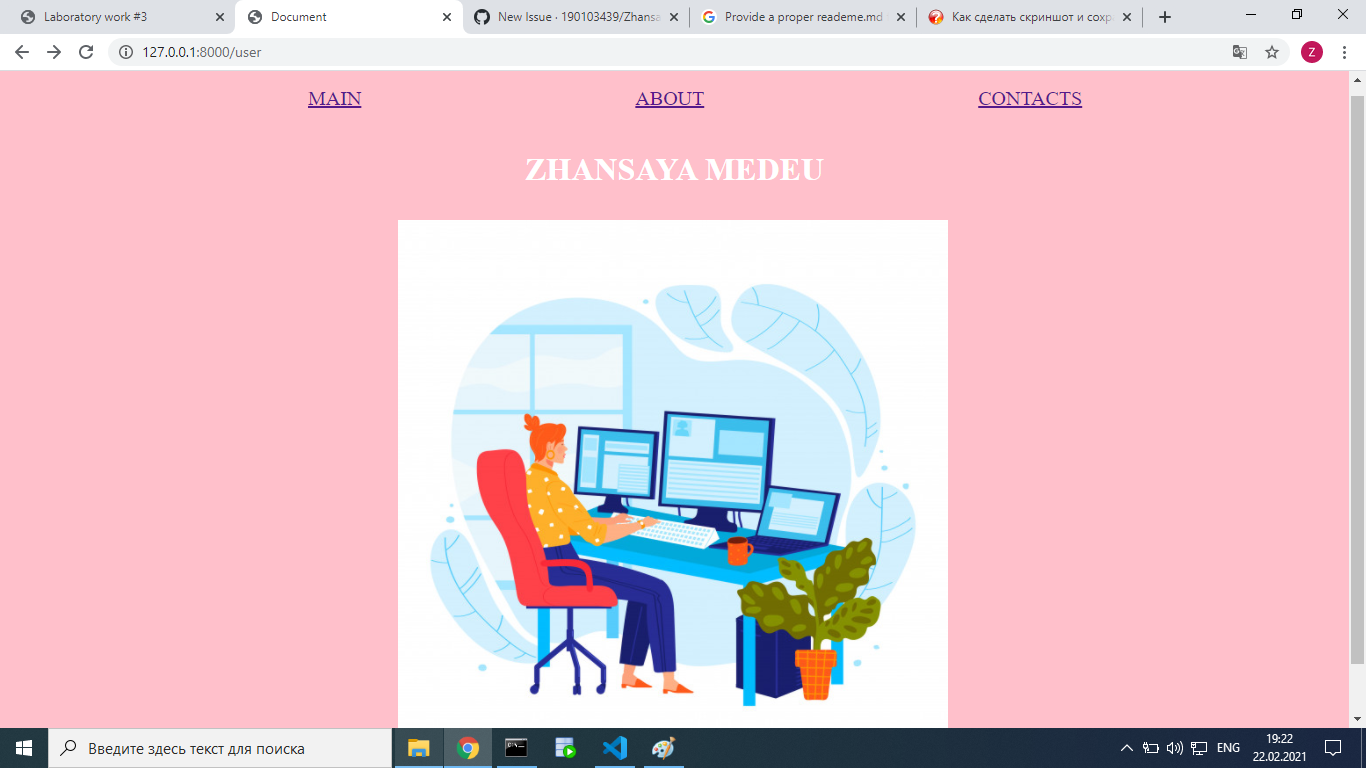 Laboratory work #3
Document
New Issue · 190103439/Zhansa
Provide a proper reademe.md
Как сделать скриншот и сохр
127.0.0.1:8000/user
Z
MAIN ABOUT CONTACTS
ZHANSAYA MEDEU
Введите здесь текст для поиска
ENG
19:22
22.02.2021